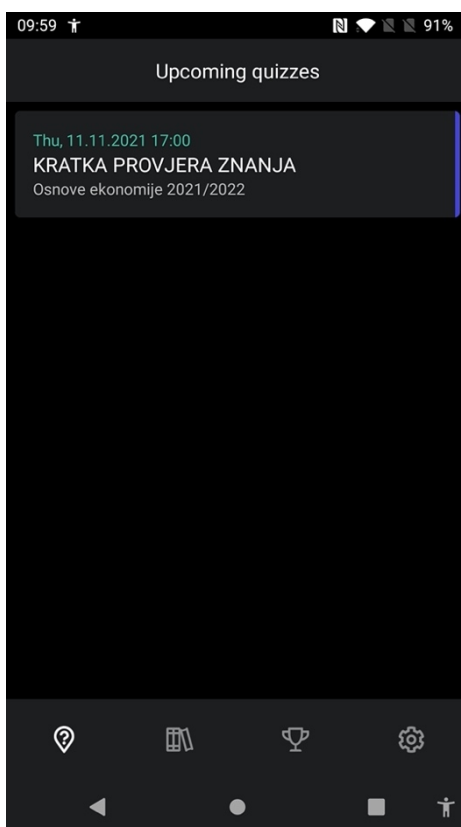 09:59 91%
Upcoming quizzes
Thu, 11.11.2021 17:00
KRATKA PROVJERA ZNANJA
Osnove ekonomije 2021/2022